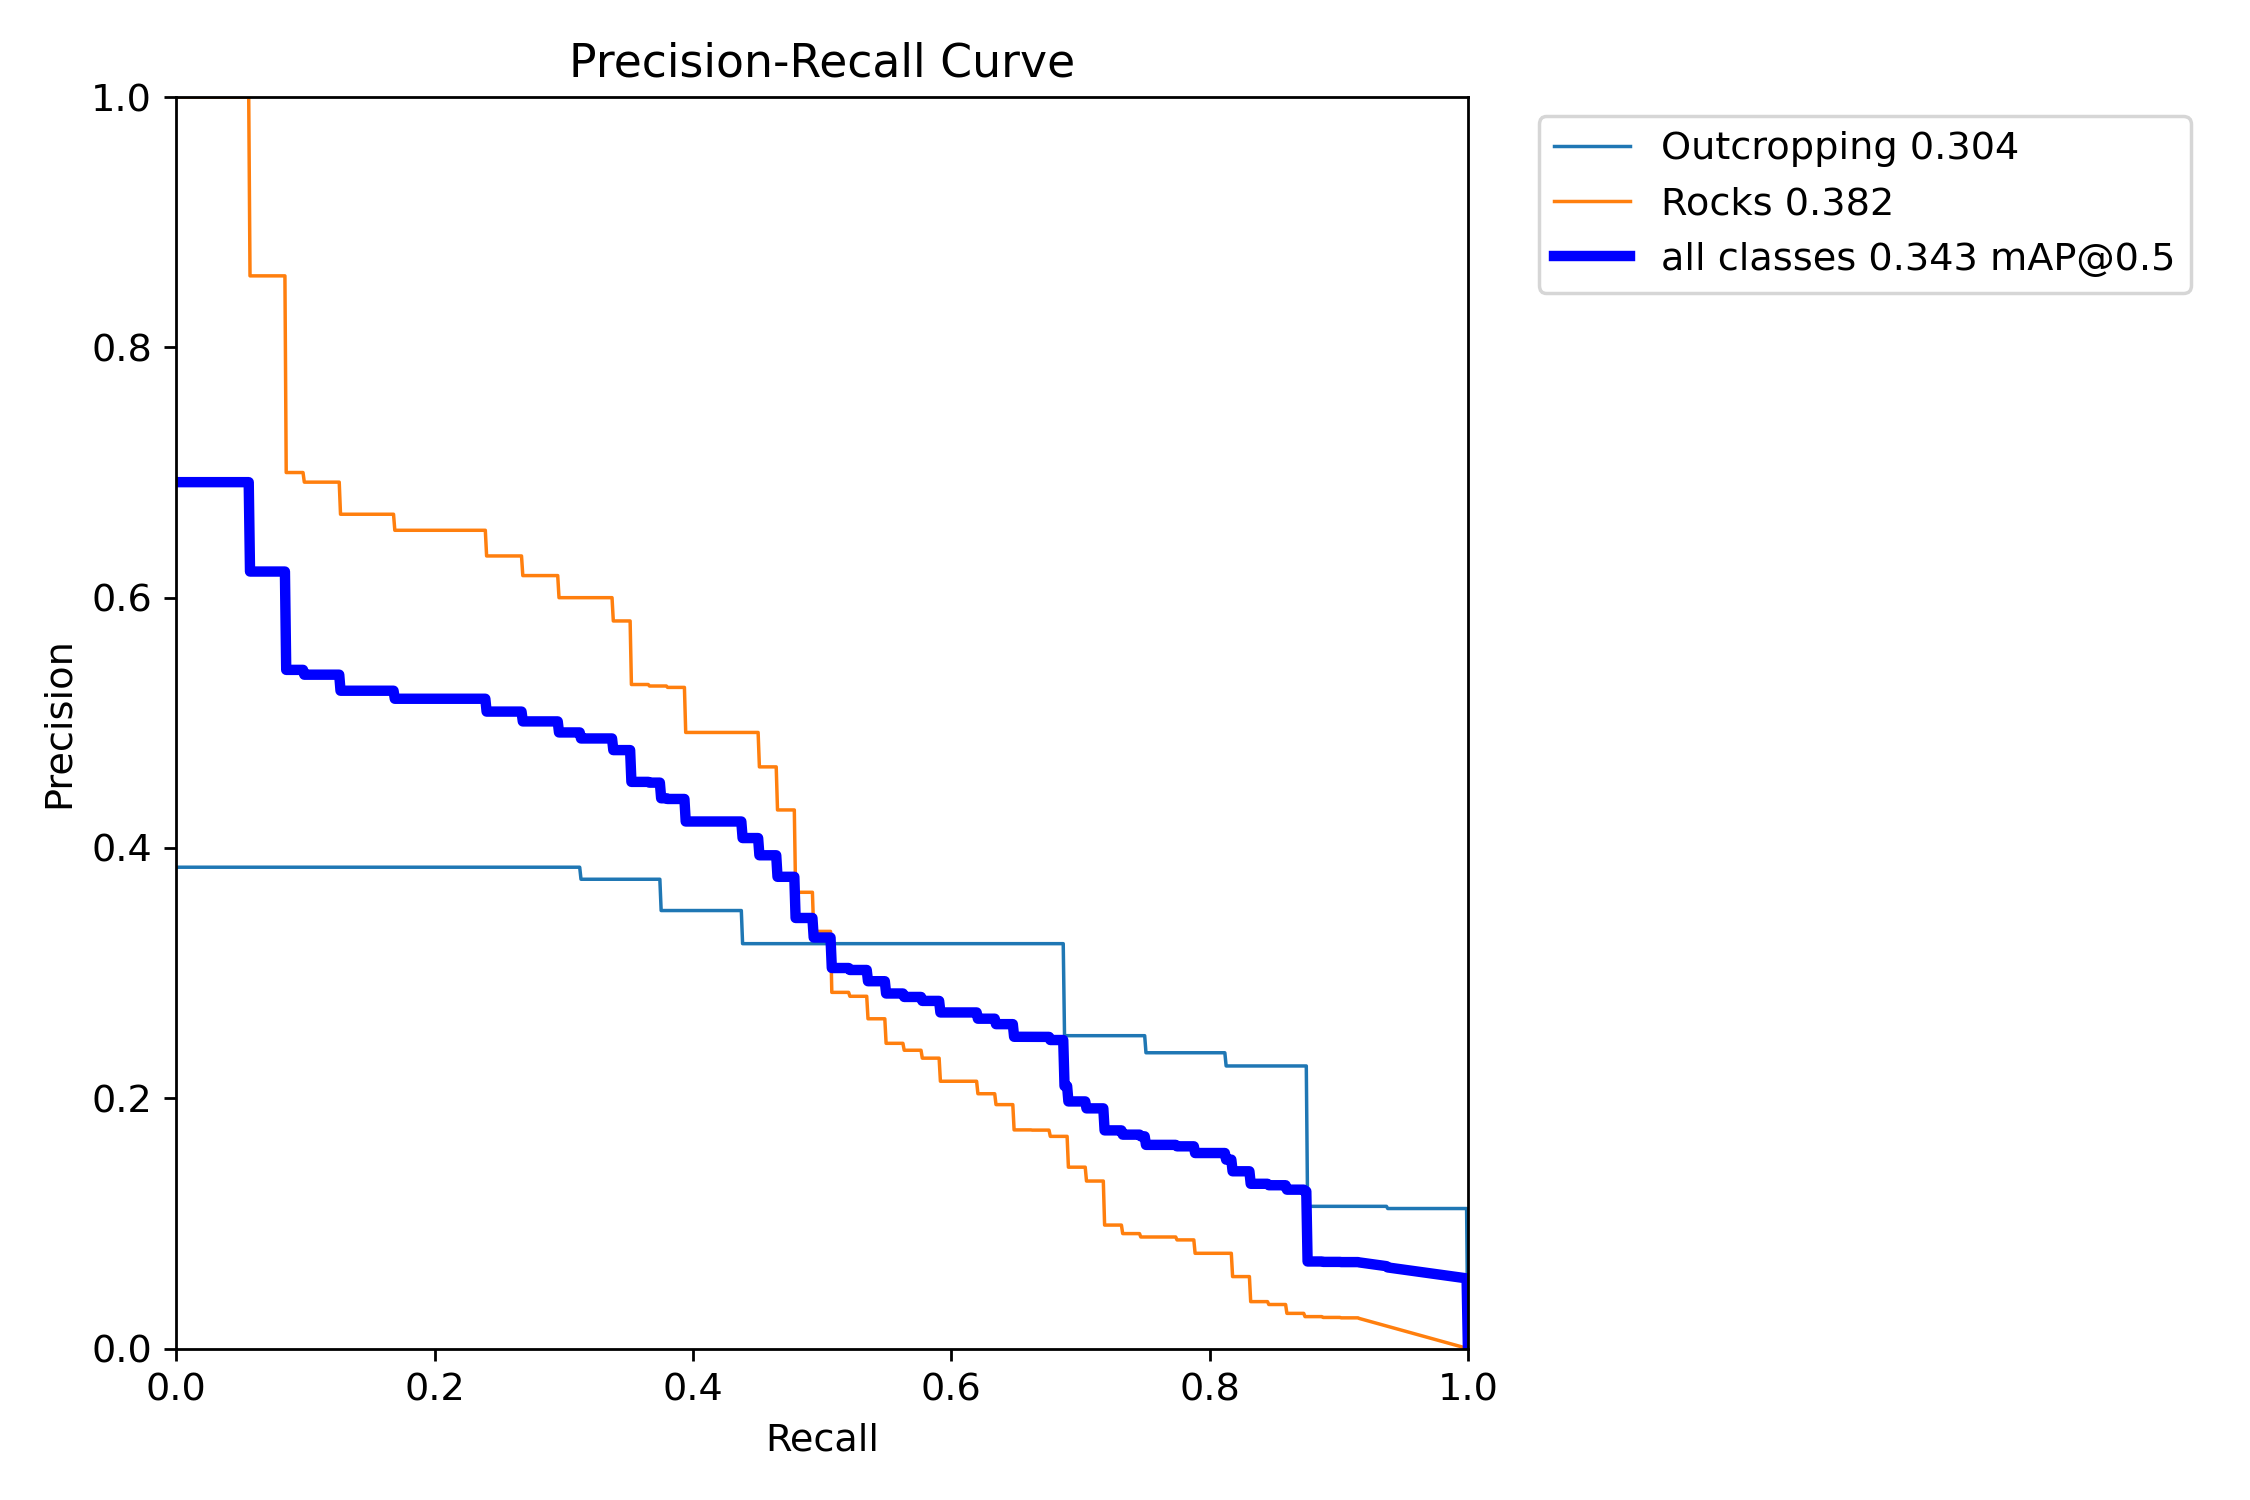 Precision-Recall Curve
1.0
0.8
0.6
0.4
0.2
0.0
Precision
0.0 0.2 0.4 0.6 0.8 1.0
Recall
Outcropping 0.304
Rocks 0.382
all classes 0.343 mAP@0.5